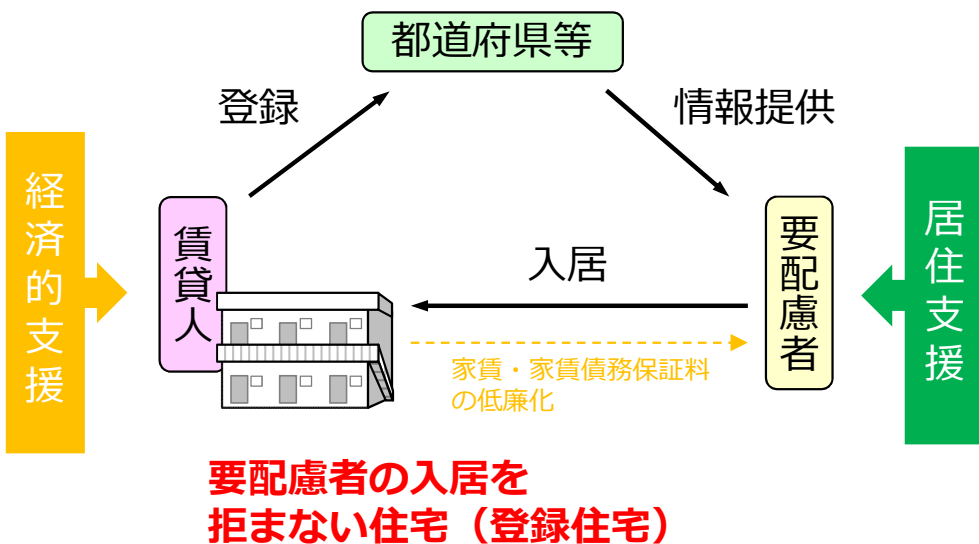 都道府県等
登録
情報提供
経済的支援
賃貸人
入居
要配慮者
居住支援
家賃・家賃債務保証料
の低廉化
要配慮者の入居を
拒まない住宅（登録住宅）